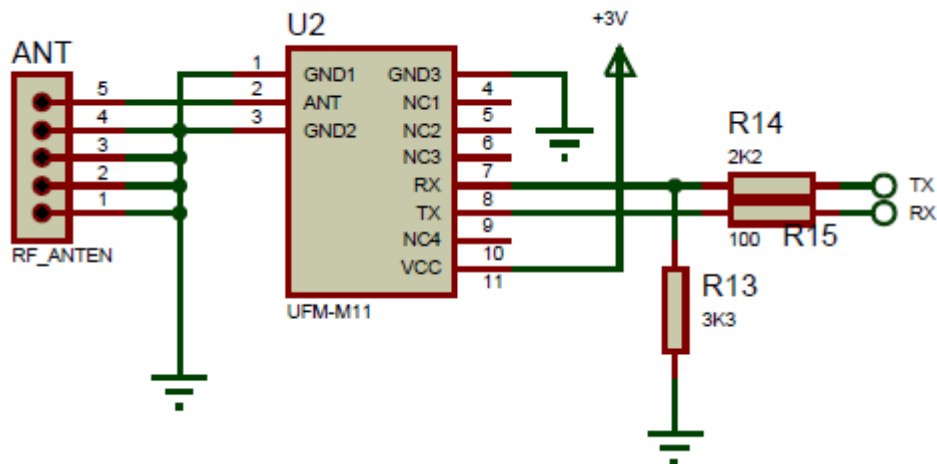 +3V
U2
ANT
1 GND1 GND3
5 2 ANT NC1 4
4 3 GND2 NC2 5
3 NC3 6
2 RX 7
1 TX 8
NC4 9
VCC 10
11
RF_ANTEN
UFM-M11
R14
2K2
TX
RX
100 R15
R13
3K3